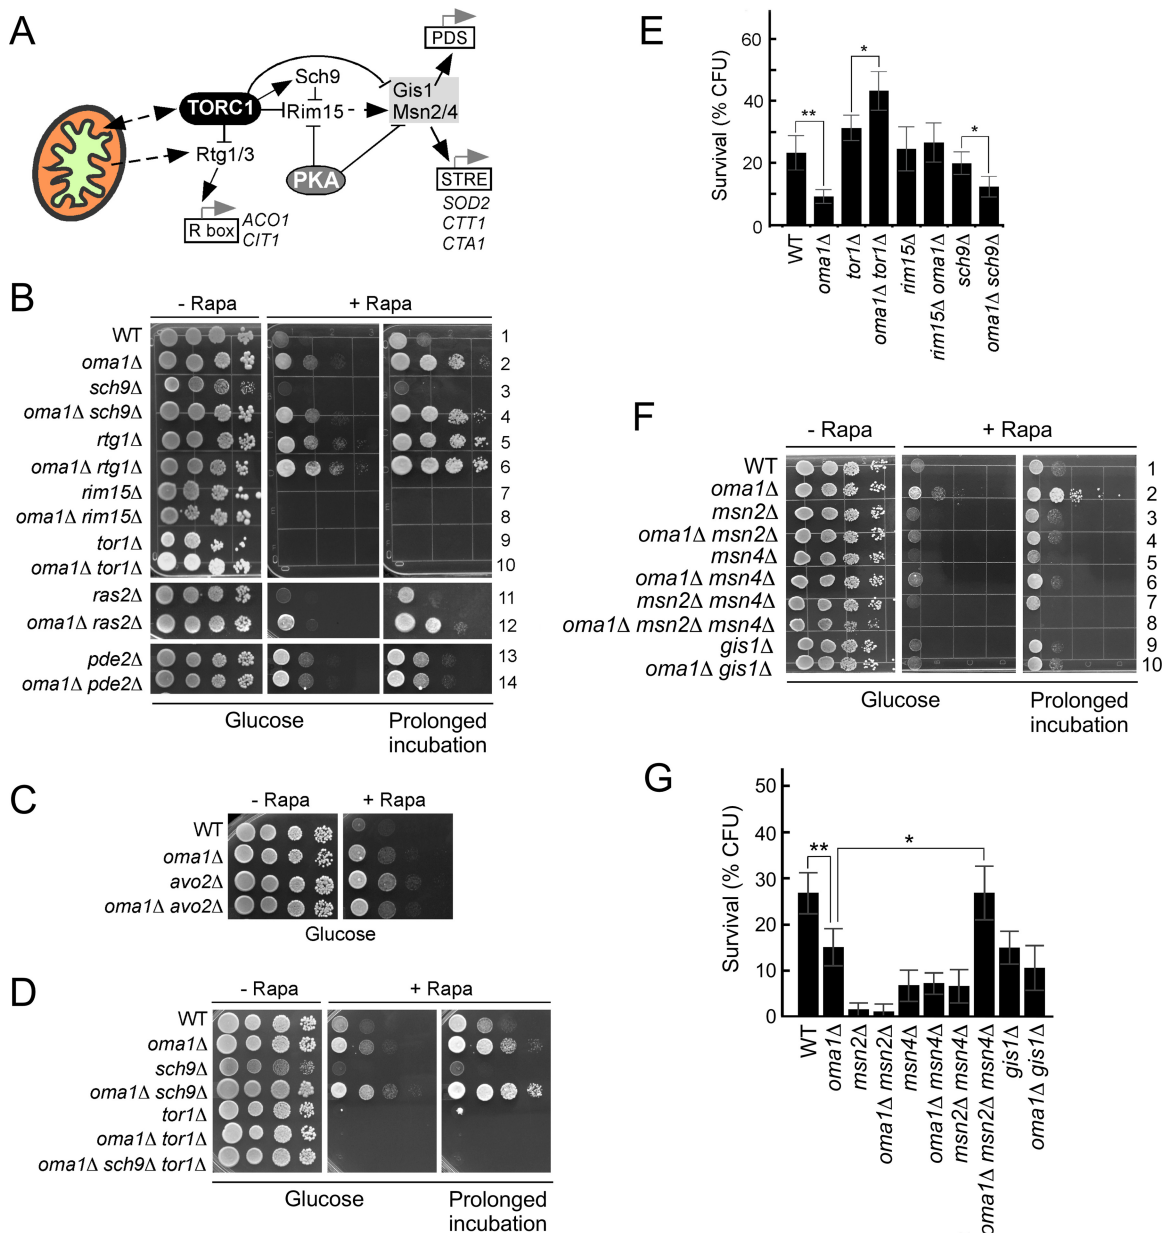 A
PDS
Sch9
TORC1
Rim15
Gis1
Msn2/4
Rtg1/3
PKA
STRE
SOD2
CTT1
CTA1
R box
ACO1
CIT1
B
- Rapa
+ Rapa
WT 1
oma1Δ 2
sch9Δ 3
oma1Δ sch9Δ 4
rtg1Δ 5
oma1Δ rtg1Δ 6
rim15Δ 7
oma1Δ rim15Δ 8
tor1Δ 9
oma1Δ tor1Δ 10
ras2Δ 11
oma1Δ ras2Δ 12
pde2Δ 13
oma1Δ pde2Δ 14
Glucose
Prolonged
incubation
C
- Rapa
+ Rapa
WT
oma1Δ
avo2Δ
oma1Δ avo2Δ
Glucose
D
- Rapa
+ Rapa
WT
oma1Δ
sch9Δ
oma1Δ sch9Δ
tor1Δ
oma1Δ tor1Δ
oma1Δ sch9Δ tor1Δ
Glucose
Prolonged
incubation
E
Survival (% CFU)
60
40
20
0
**
*
*
WT
oma1Δ
tor1Δ
oma1Δ tor1Δ
rim15Δ
rim15Δ oma1Δ
sch9Δ
oma1Δ sch9Δ
F
- Rapa
+ Rapa
WT 1
oma1Δ 2
msn2Δ 3
oma1Δ msn2Δ 4
msn4Δ 5
oma1Δ msn4Δ 6
msn2Δ msn4Δ 7
oma1Δ msn2Δ msn4Δ 8
gis1Δ 9
oma1Δ gis1Δ 10
Glucose
Prolonged
incubation
G
Survival (% CFU)
50
40
30
20
10
0
**
*
WT
oma1Δ
msn2Δ
oma1Δ msn2Δ
msn4Δ
oma1Δ msn4Δ
msn2Δ msn4Δ
oma1Δ msn2Δ msn4Δ
gis1Δ
oma1Δ gis1Δ